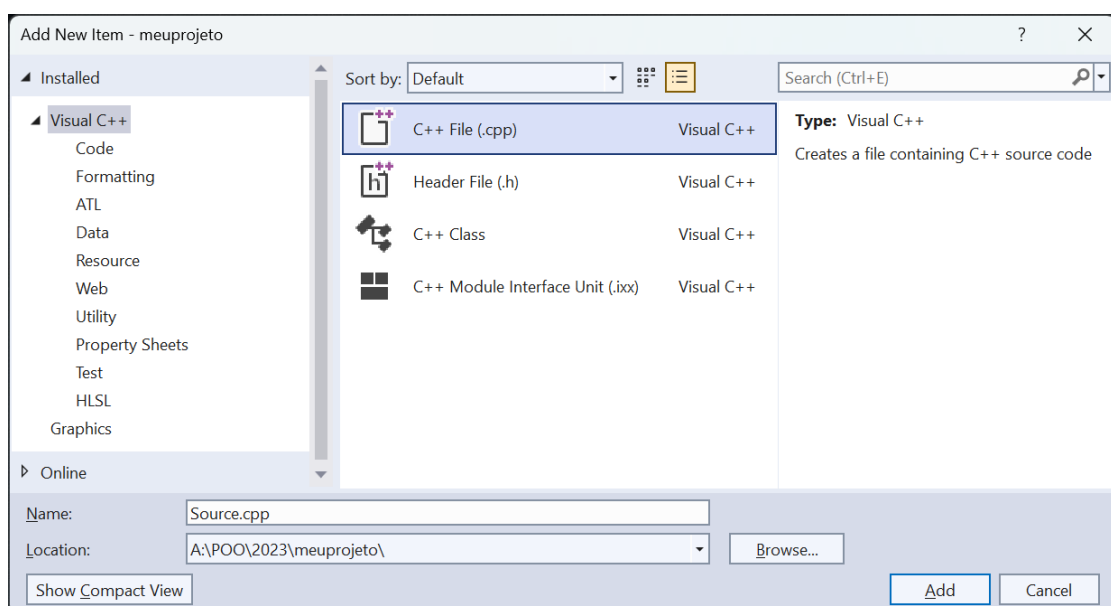 Add New Item - meuprojeto
Installed
Sort by: Default
Search (Ctrl+E)
Visual C++
Code
Formatting
ATL
Data
Resource
Web
Utility
Property Sheets
Test
HLSL
Graphics
Online
C++ File (.cpp) Visual C++
Header File (.h) Visual C++
C++ Class Visual C++
C++ Module Interface Unit (.ixx) Visual C++
Type: Visual C++
Creates a file containing C++ source code
Name: Source.cpp
Location: A:\POO\2023\meuprojeto\ Browse...
Show Compact View Add Cancel